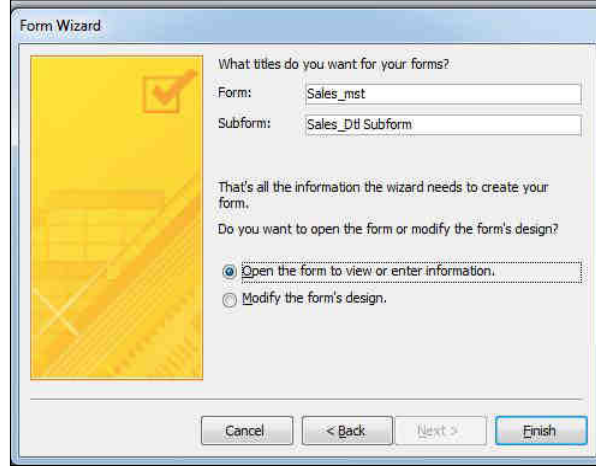 Form Wizard
What titles do you want for your forms?
Form: Sales_mst
Subform: Sales_Dtl Subform
That's all the information the wizard needs to create your
form.
Do you want to open the form or modify the form's design?
Open the form to view or enter information.
Modify the form's design.
Cancel < Back Next > Finish